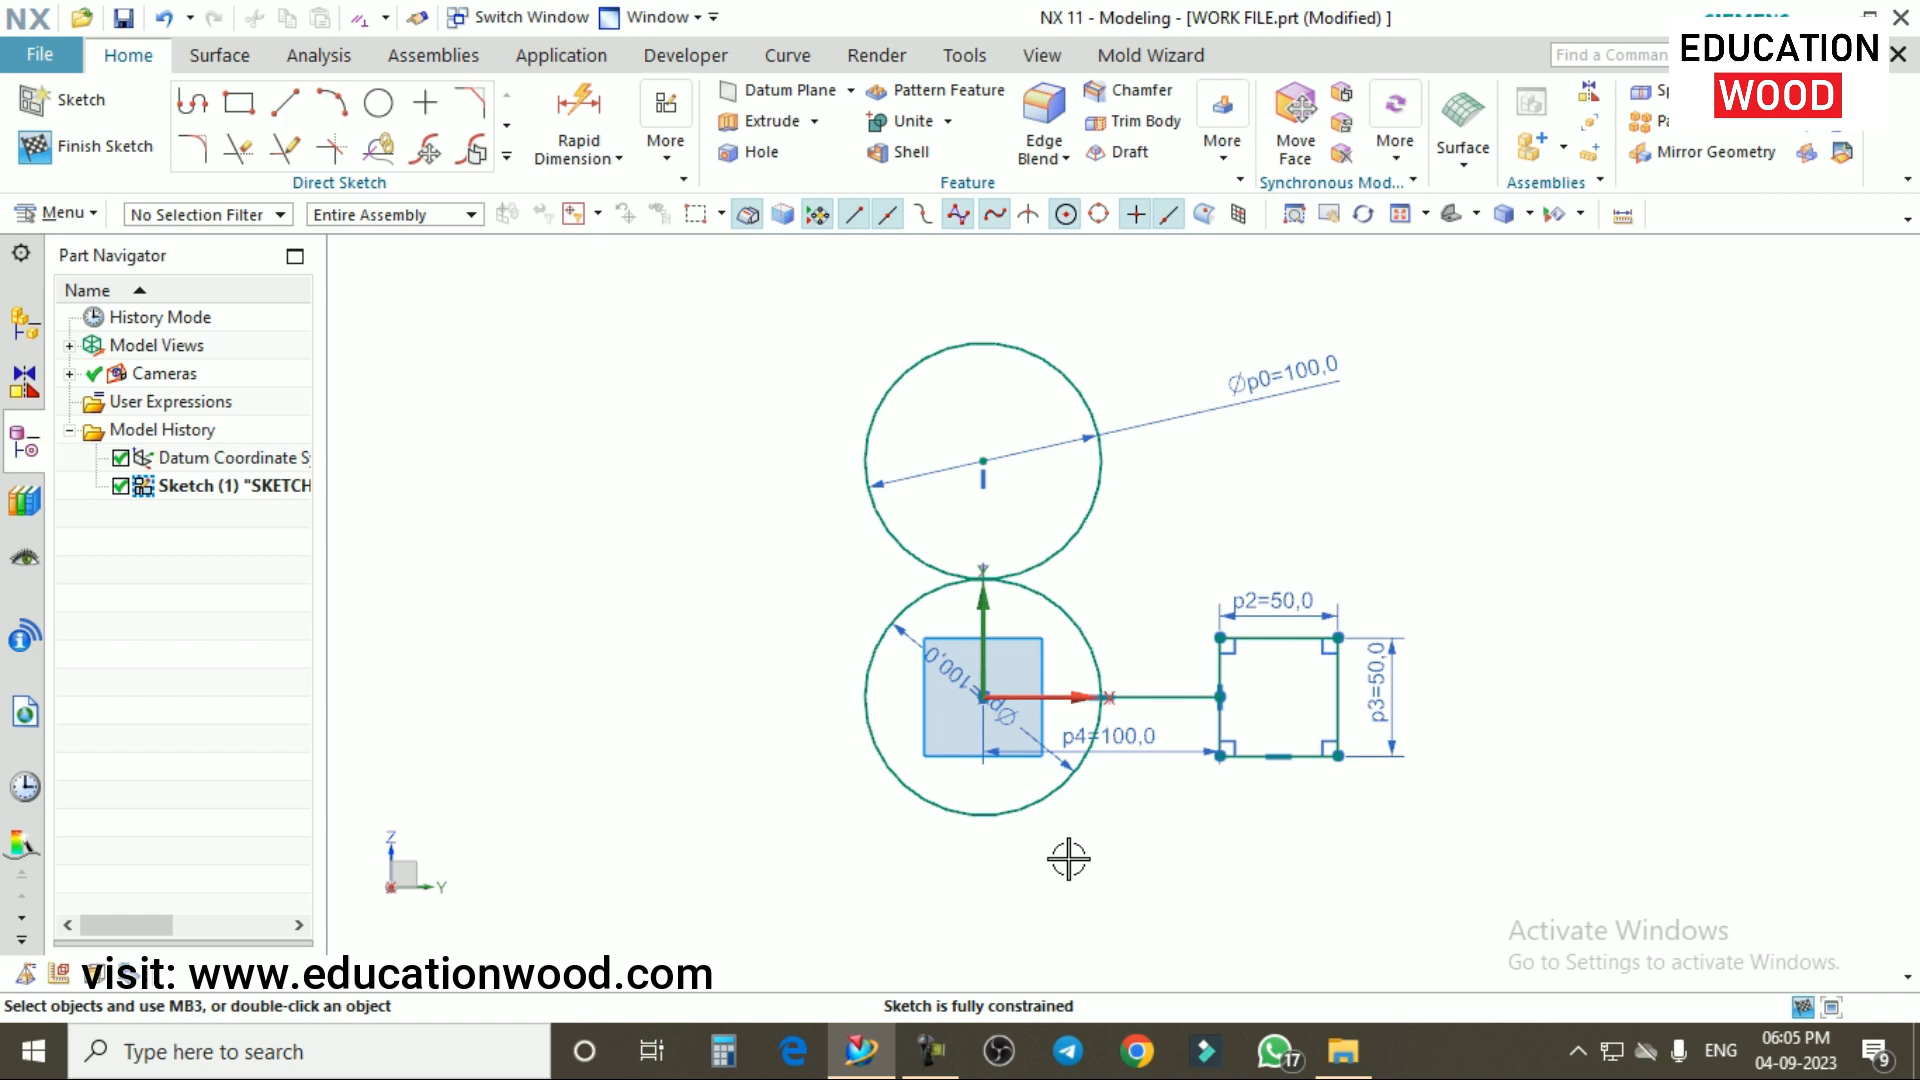 NX
Switch Window
Window
NX 11 - Modeling - [WORK FILE.prt (Modified) ]
EDUCATION
WOOD
File
Home
Surface
Analysis
Assemblies
Application
Developer
Curve
Render
Tools
View
Mold Wizard
Find a Comman
Sketch
Finish Sketch
Direct Sketch
Rapid
Dimension
More
Datum Plane
Extrude
Hole
Pattern Feature
Unite
Shell
Feature
Edge
Blend
Chamfer
Trim Body
Draft
More
Move
Face
Synchronous Mod...
More
Surface
Assemblies
Mirror Geometry
Menu
No Selection Filter
Entire Assembly
Part Navigator
Name
History Mode
Model Views
Cameras
User Expressions
Model History
Datum Coordinate S
Sketch (1) "SKETCH
∅p0=100,0
p2=50,0
p3=50,0
p4=100,0
X
Y
Z
Y
Activate Windows
Go to Settings to activate Windows.
visit: www.educationwood.com
Select objects and use MB3, or double-click an object
Sketch is fully constrained
Type here to search
17
ENG
06:05 PM
04-09-2023
9